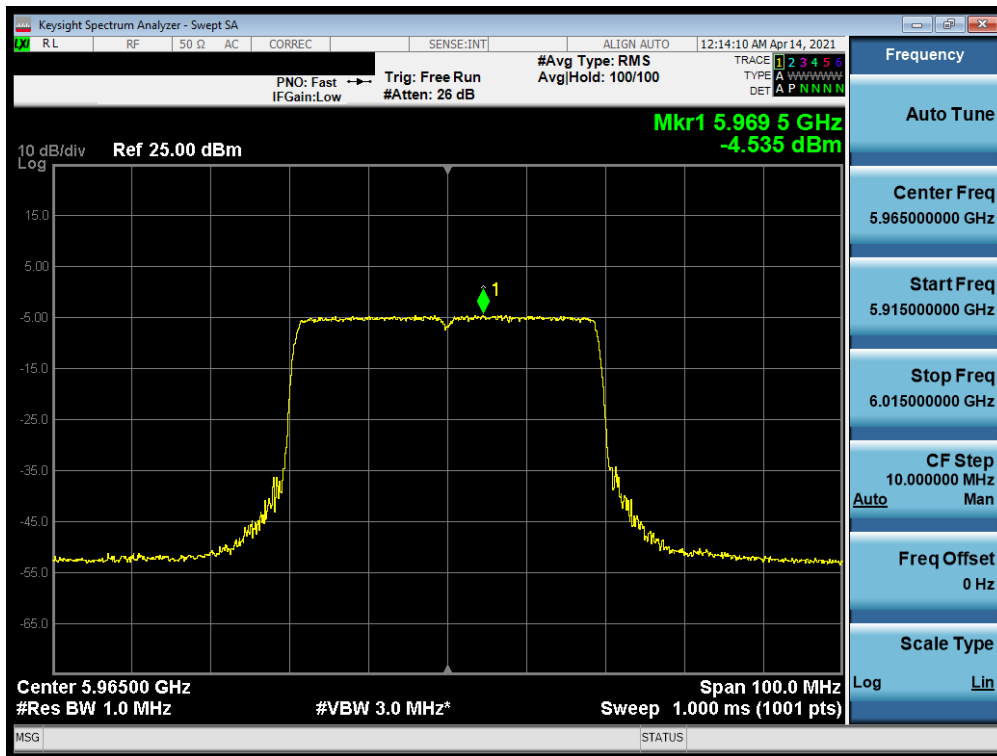 Keysight Spectrum Analyzer - Swept SA
LXI RL RF 50 Ω AC CORREC SENSE:INT ALIGN AUTO 12:14:10 AM Apr 14, 2021
PNO: Fast
IFGain:Low
Trig: Free Run
#Atten: 26 dB
#Avg Type: RMS
Avg|Hold: 100/100
TRACE 1 2 3 4 5 6
TYPE A WWWWW
DET A P N N N N
Mkr1 5.969 5 GHz
-4.535 dBm
10 dB/div Ref 25.00 dBm
Log
15.0
5.00
-5.00
-15.0
-25.0
-35.0
-45.0
-55.0
-65.0
1
Center 5.96500 GHz Span 100.0 MHz
#Res BW 1.0 MHz #VBW 3.0 MHz* Sweep 1.000 ms (1001 pts)
MSG STATUS
Frequency
Auto Tune
Center Freq
5.965000000 GHz
Start Freq
5.915000000 GHz
Stop Freq
6.015000000 GHz
CF Step
10.000000 MHz
Auto Man
Freq Offset
0 Hz
Scale Type
Log Lin